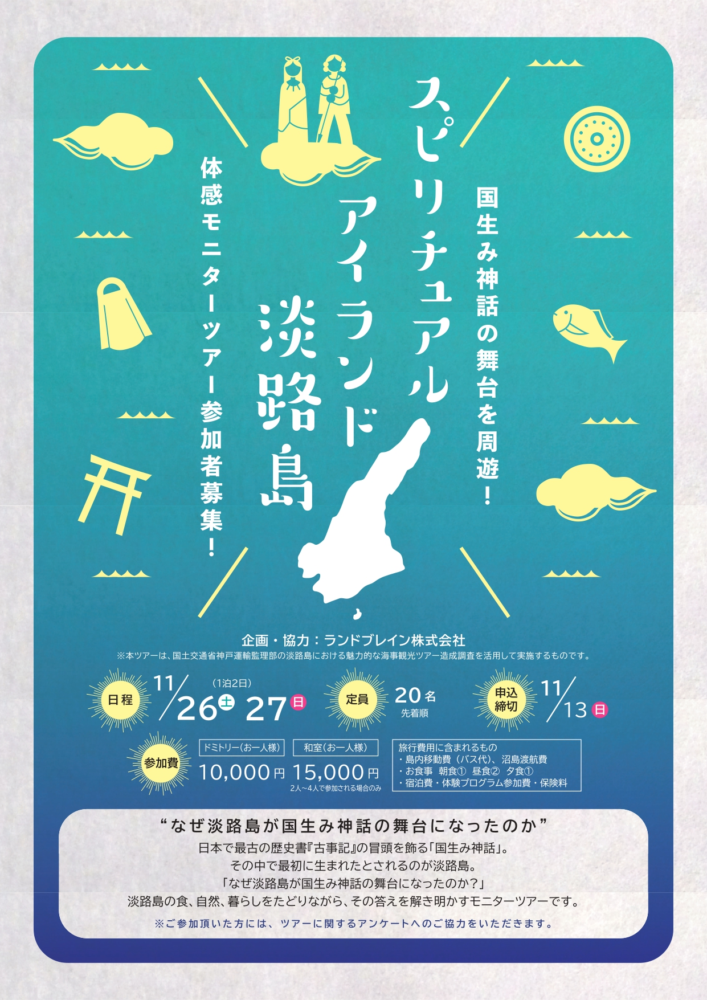 国生み神話の舞台を周遊！
スピリチュアル
アイランド
淡路島
体感モニターツアー参加者募集！
企画・協力：ランドブレイン株式会社
※本ツアーは、国土交通省神戸運輸監理部の淡路島における魅力的な海事観光ツアー造成調査を活用して実施するものです。
日程
11/26土 27日
（1泊2日）
定員
20名
先着順
申込
締切
11/13日
参加費
ドミトリー（お一人様）
10,000円
和室（お一人様）
15,000円
2人～4人で参加される場合のみ
旅行費用に含まれるもの
・島内移動費（バス代）、沼島渡航費
・お食事 朝食① 昼食② 夕食①
・宿泊費・体験プログラム参加費・保険料
“なぜ淡路島が国生み神話の舞台になったのか”
日本で最古の歴史書『古事記』の冒頭を飾る「国生み神話」。
その中で最初に生まれたとされるのが淡路島。
「なぜ淡路島が国生み神話の舞台になったのか？」
淡路島の食、自然、暮らしをたどりながら、その答えを解き明かすモニターツアーです。
※ご参加頂いた方には、ツアーに関するアンケートへのご協力をいただきます。